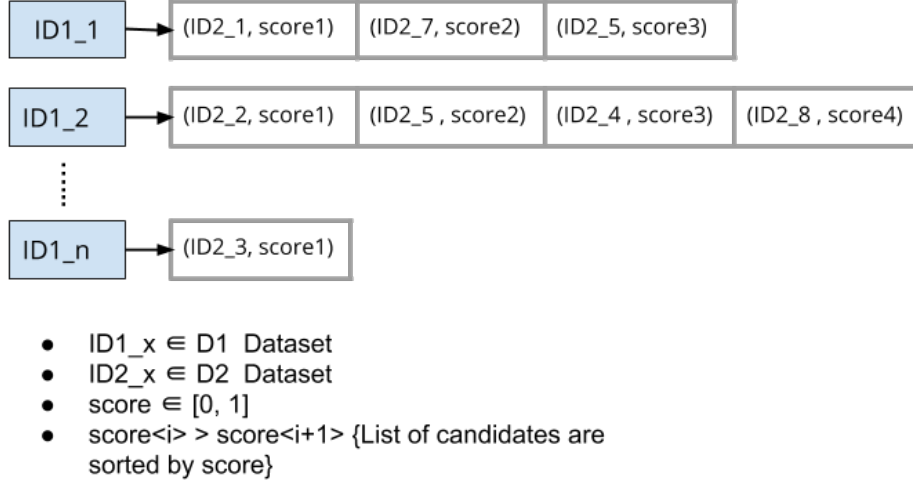 ID1_1 (ID2_1, score1) (ID2_7, score2) (ID2_5, score3)
ID1_2 (ID2_2, score1) (ID2_5 , score2) (ID2_4 , score3) (ID2_8 , score4)
ID1_n (ID2_3, score1)
● ID1_x ∈ D1 Dataset
● ID2_x ∈ D2 Dataset
● score ∈ [0, 1]
● score<i> > score<i+1> {List of candidates are
sorted by score}